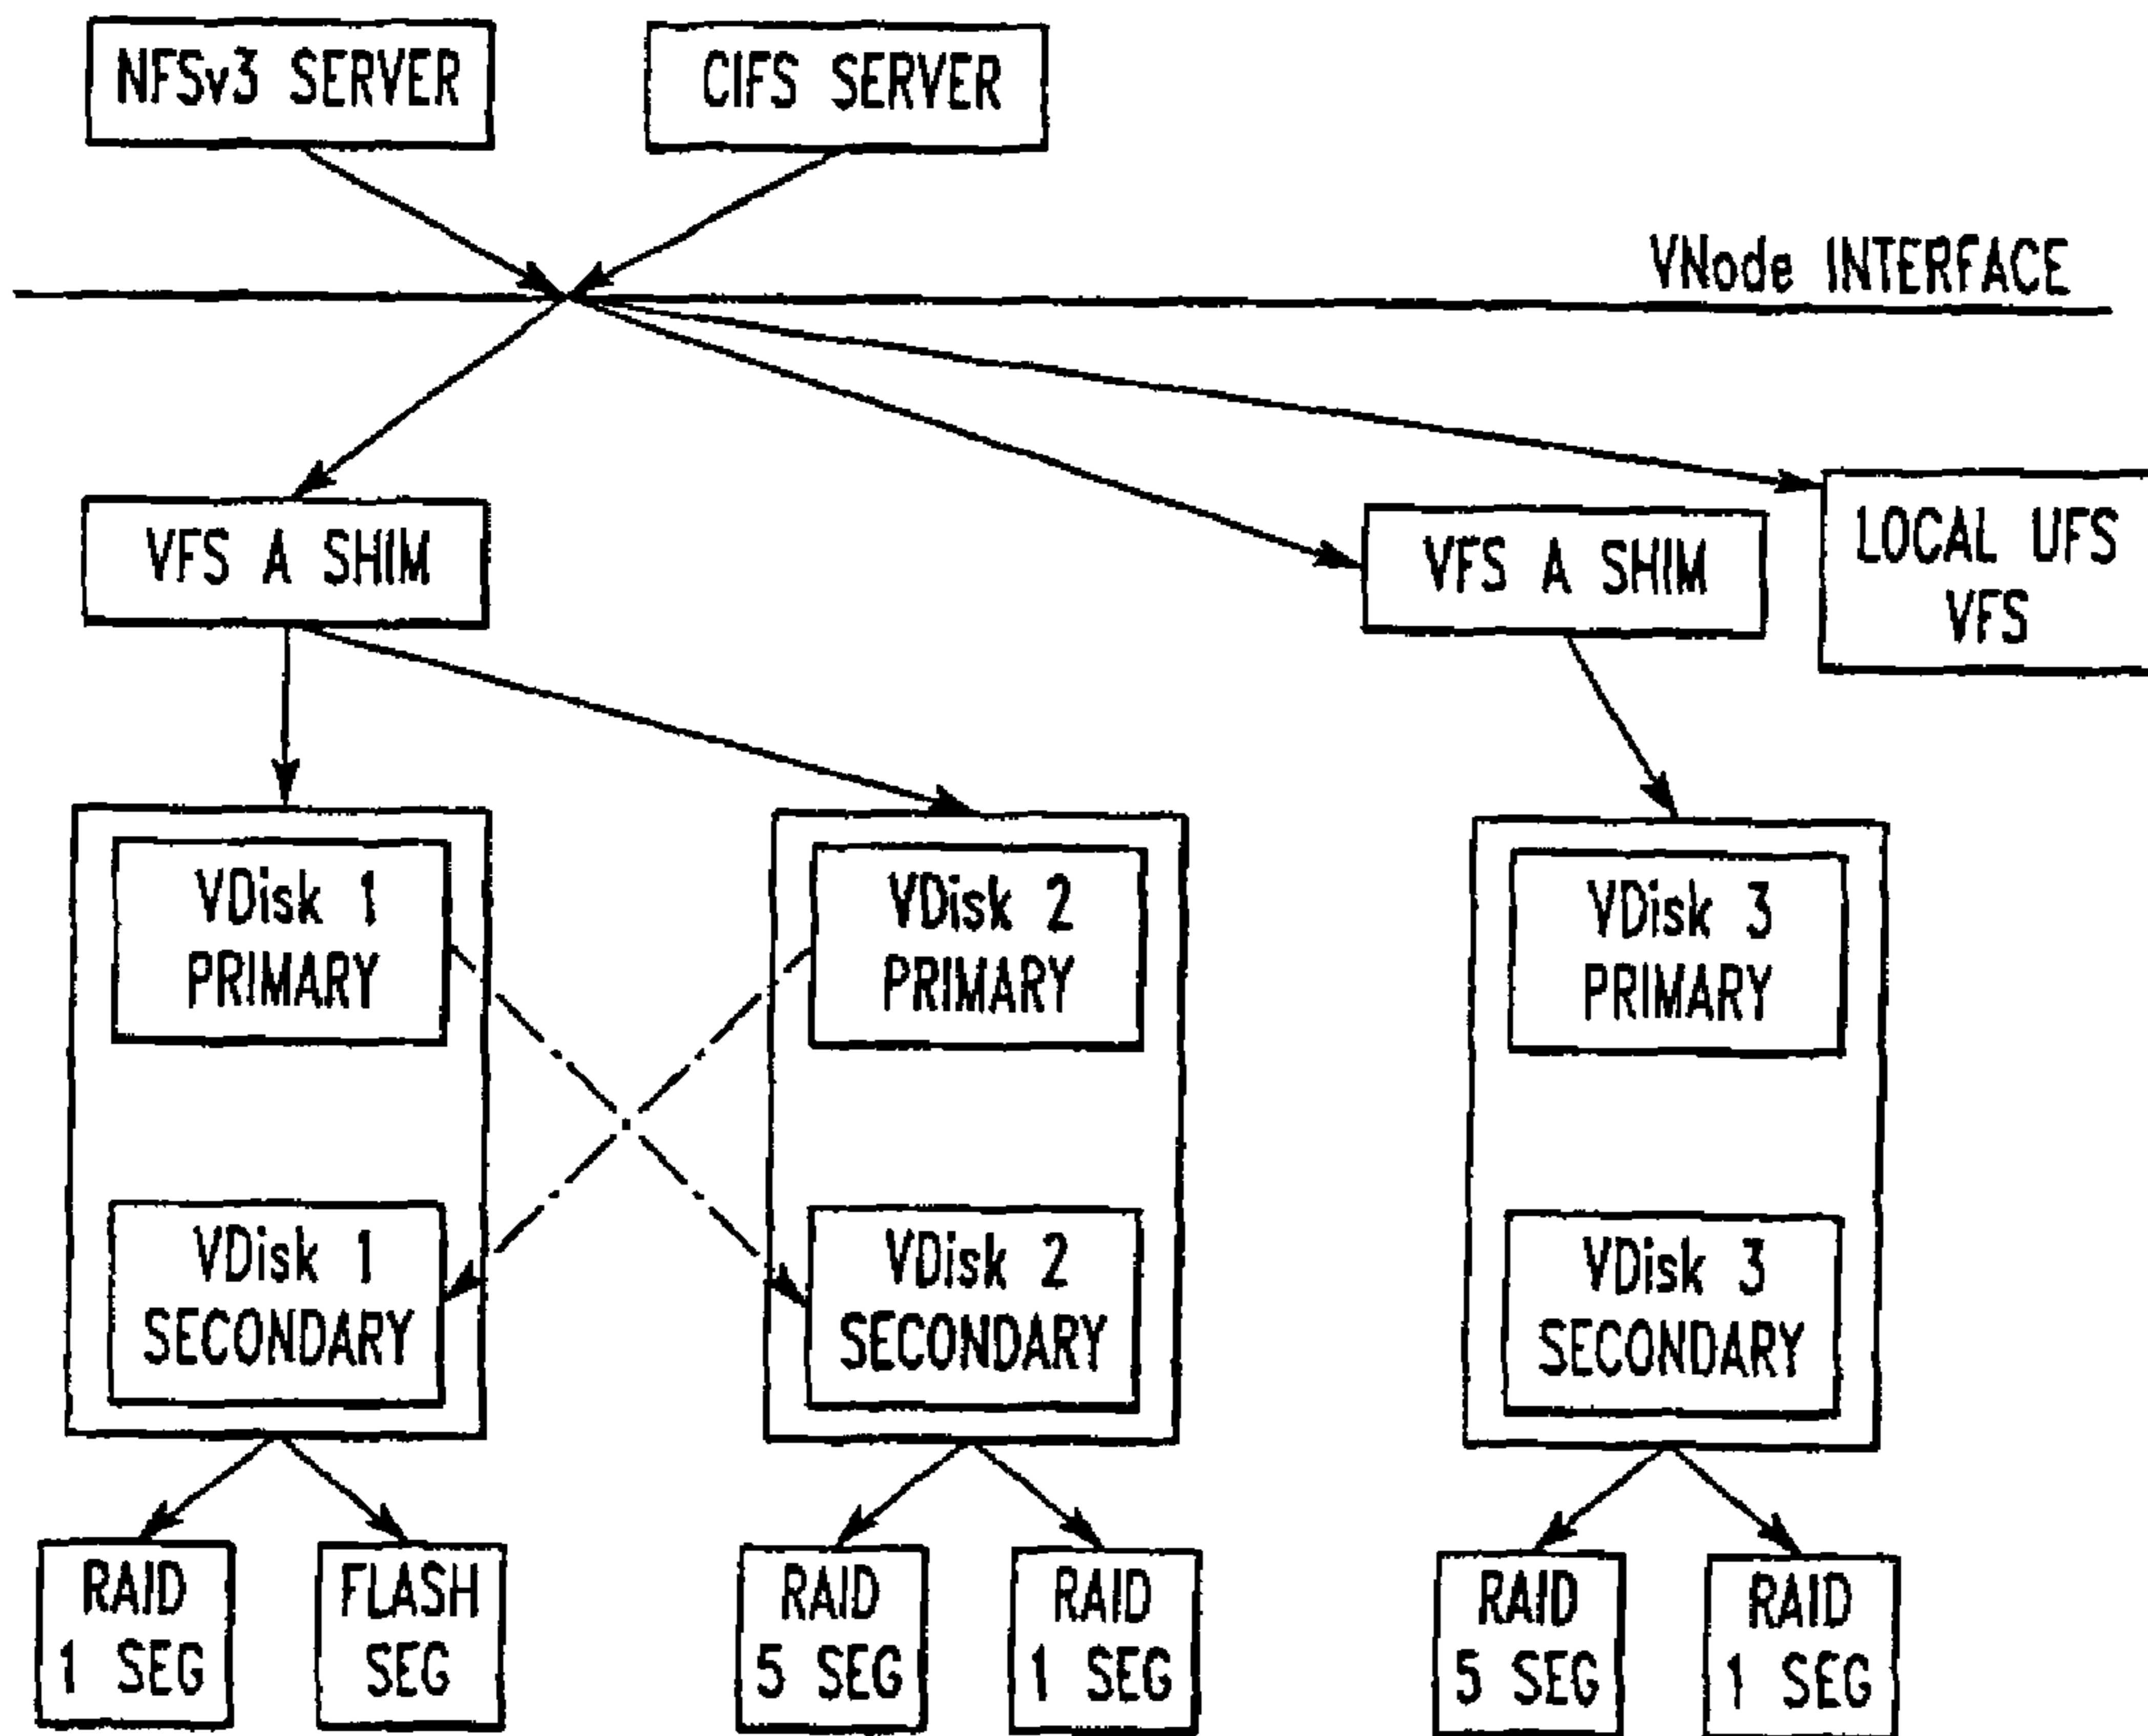 NFSv3 SERVER
CIFS SERVER
VNode INTERFACE
VFS A SHIM
VFS A SHIM
LOCAL UFS
VFS
VDisk 1
PRIMARY
VDisk 2
PRIMARY
VDisk 3
PRIMARY
VDisk 1
SECONDARY
VDisk 2
SECONDARY
VDisk 3
SECONDARY
RAID
1 SEG
FLASH
SEG
RAID
5 SEG
RAID
1 SEG
RAID
5 SEG
RAID
1 SEG